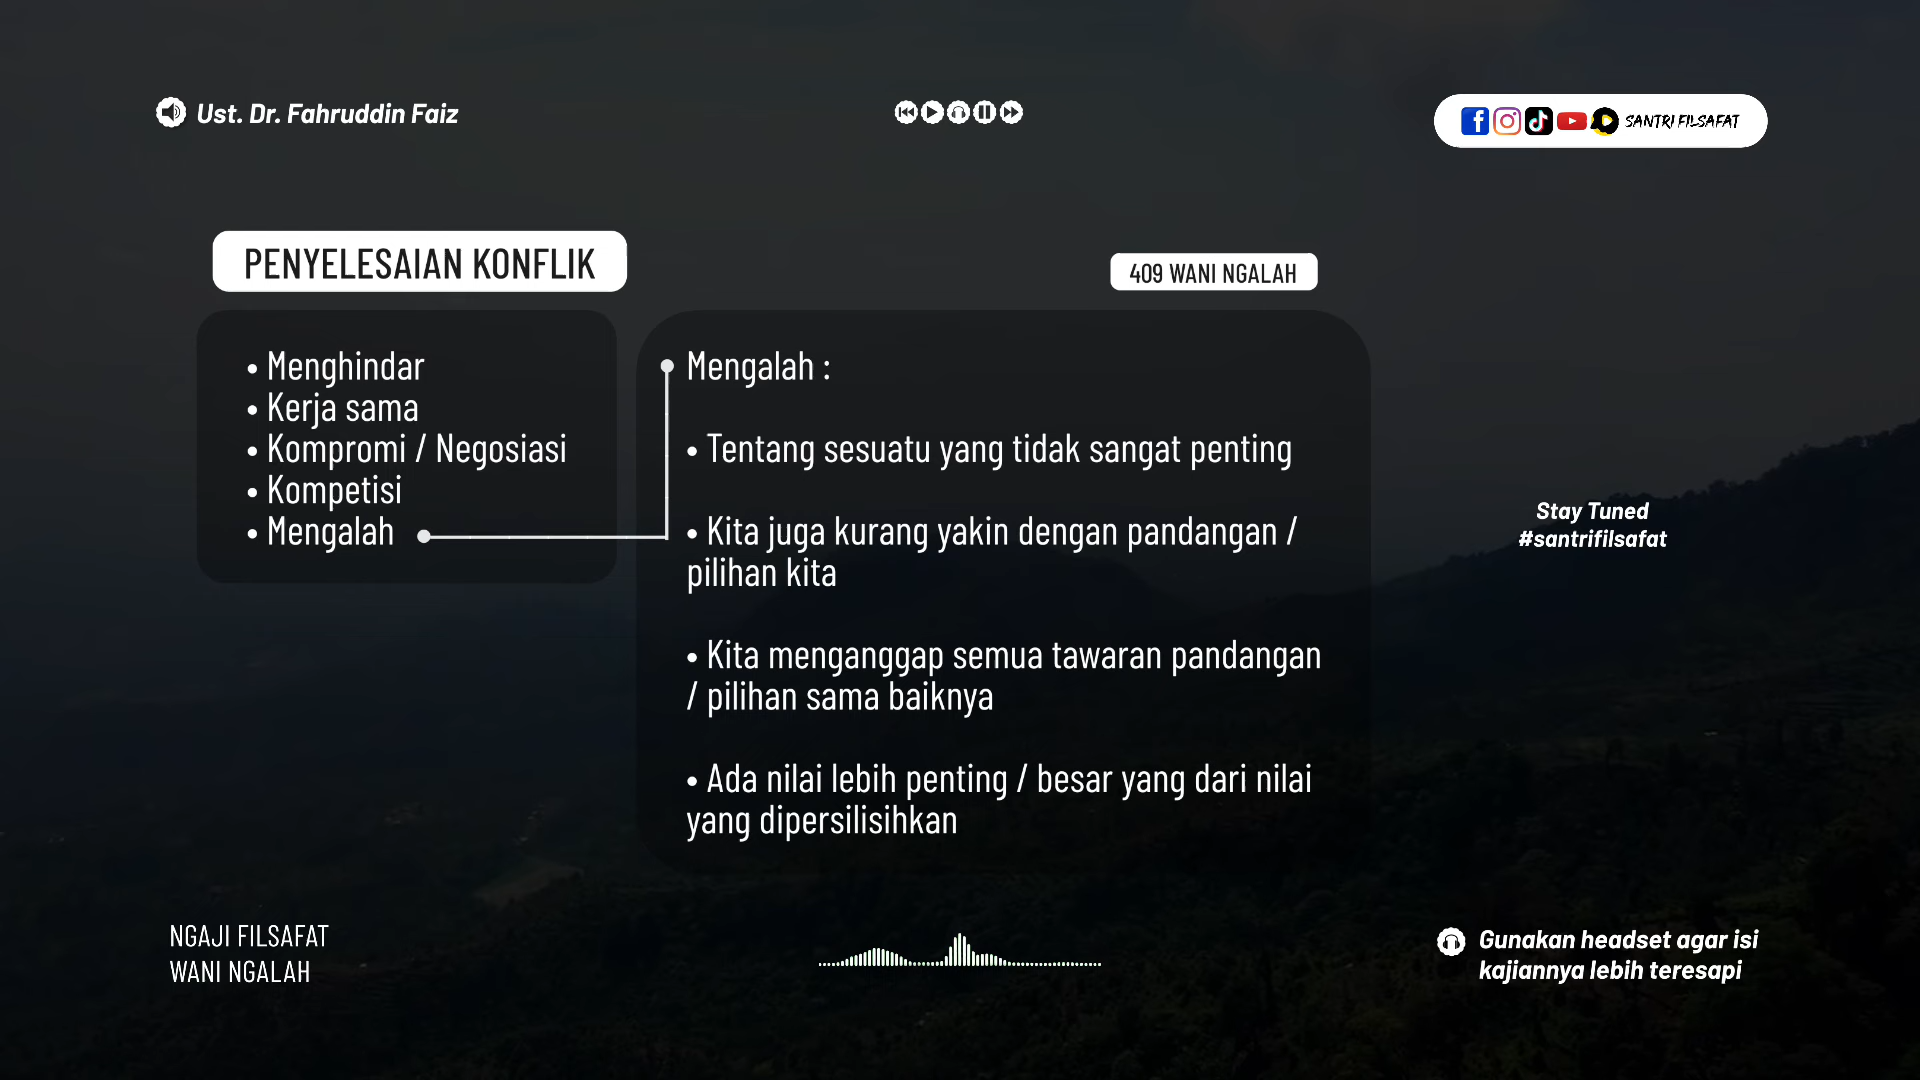 Ust. Dr. Fahruddin Faiz
SANTRI FILSAFAT
PENYELESAIAN KONFLIK
409 WANI NGALAH
• Menghindar
• Kerja sama
• Kompromi / Negosiasi
• Kompetisi
• Mengalah
Mengalah :
• Tentang sesuatu yang tidak sangat penting
• Kita juga kurang yakin dengan pandangan /
pilihan kita
• Kita menganggap semua tawaran pandangan
/ pilihan sama baiknya
• Ada nilai lebih penting / besar yang dari nilai
yang dipersilisihkan
Stay Tuned
#santrifilsafat
NGAJI FILSAFAT
WANI NGALAH
Gunakan headset agar isi
kajiannya lebih teresapi